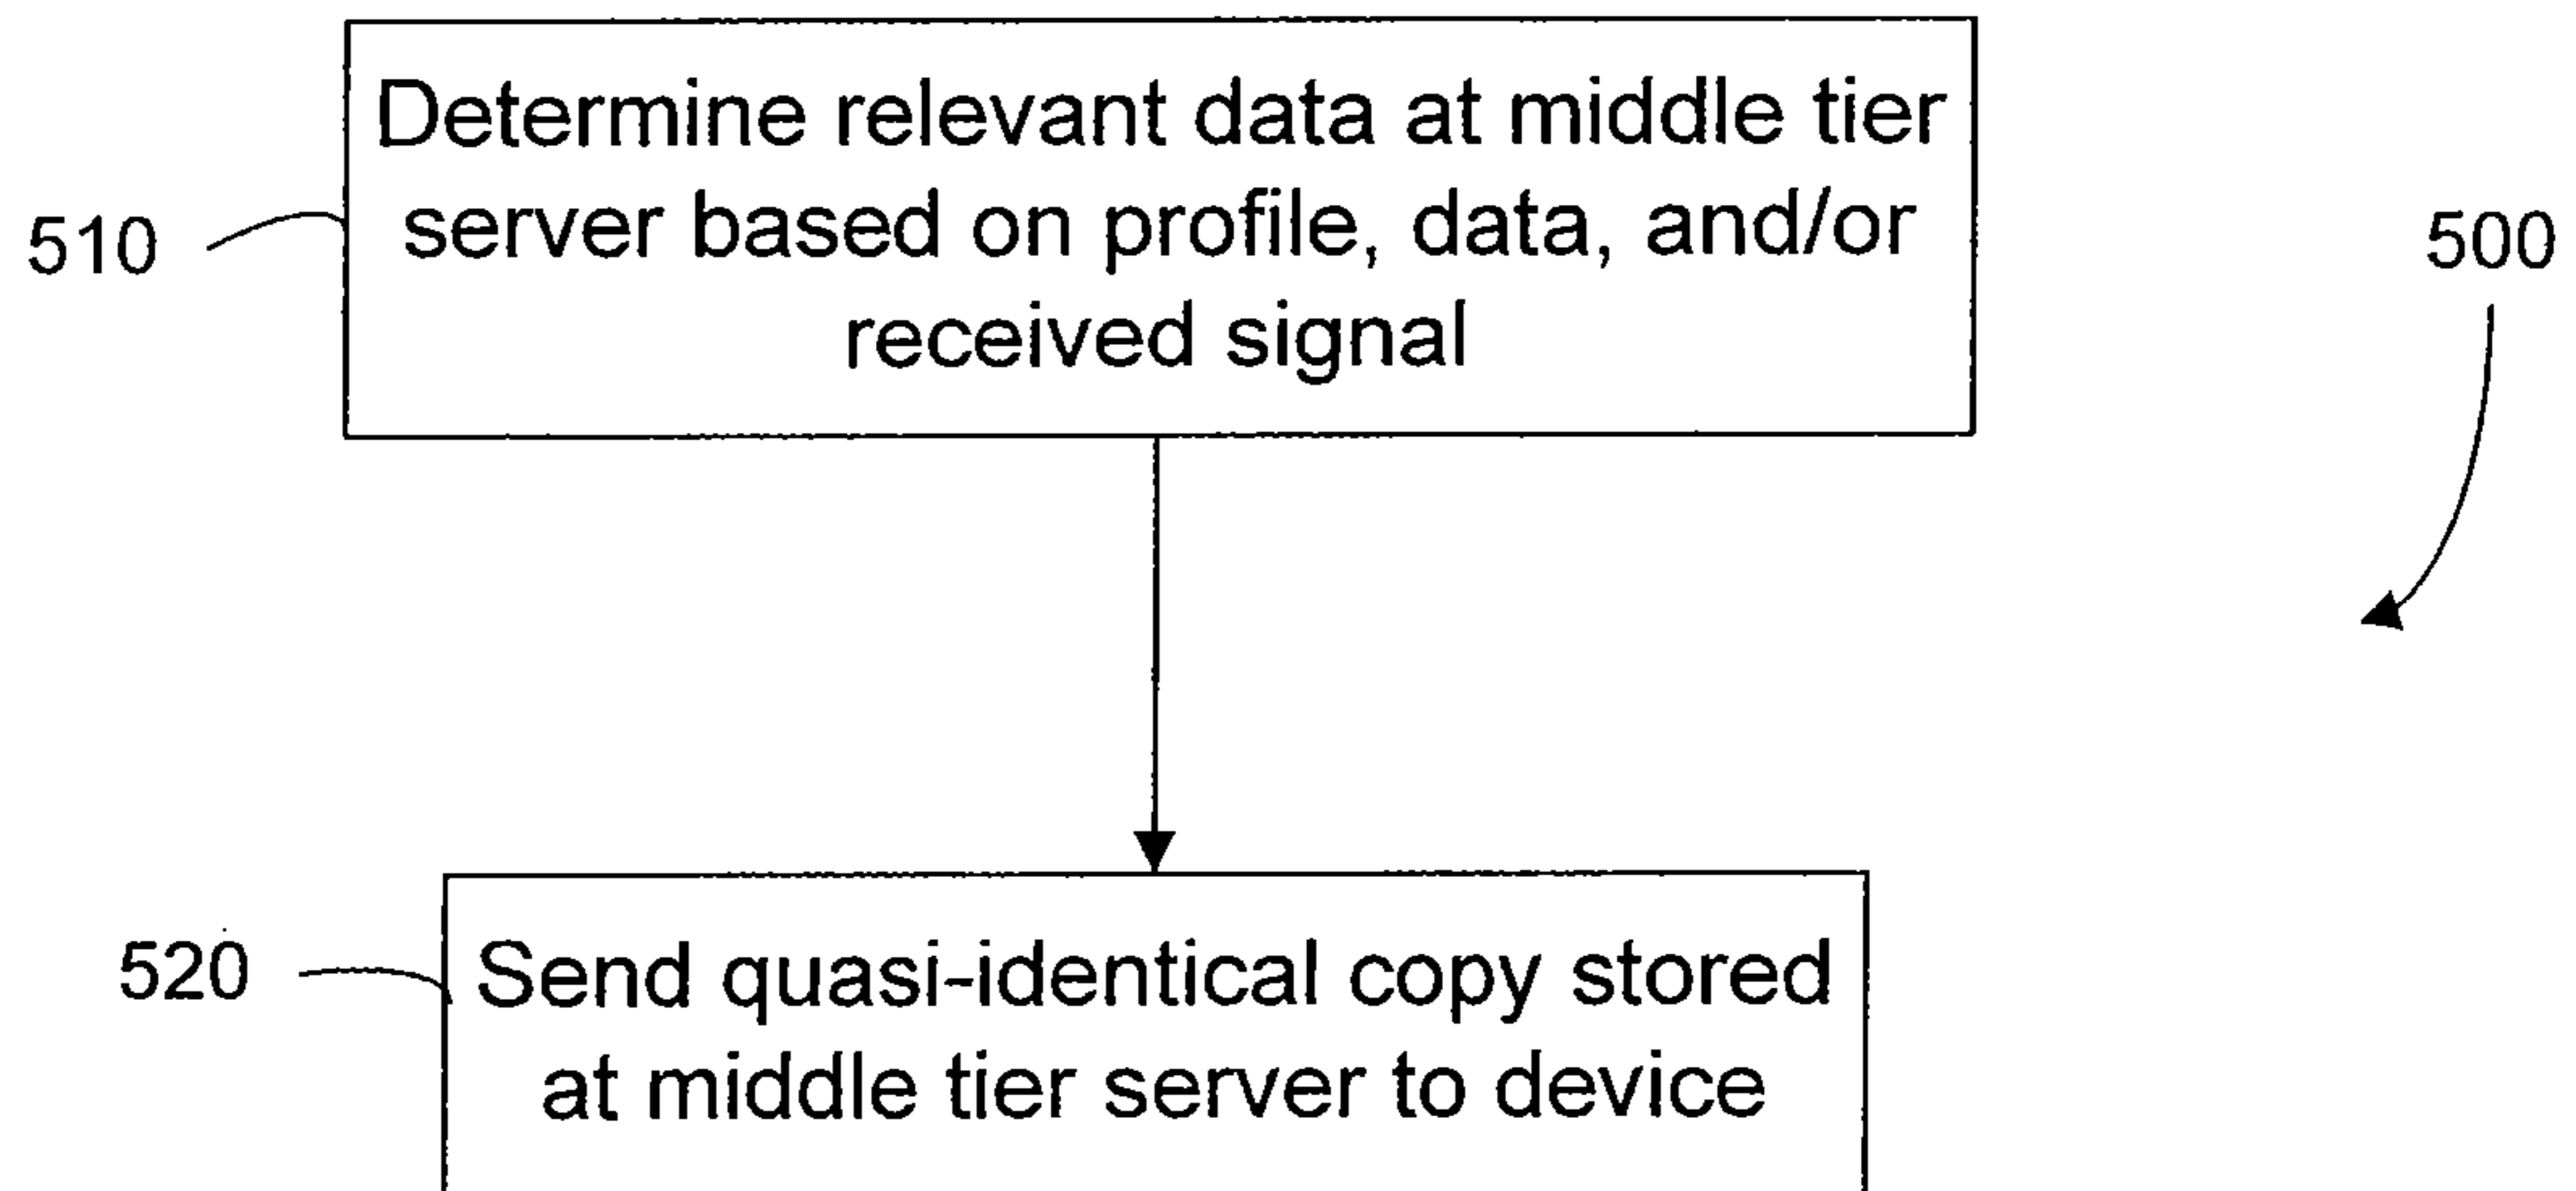 Determine relevant data at middle tier
server based on profile, data, and/or
received signal
510
500
520
Send quasi-identical copy stored
at middle tier server to device